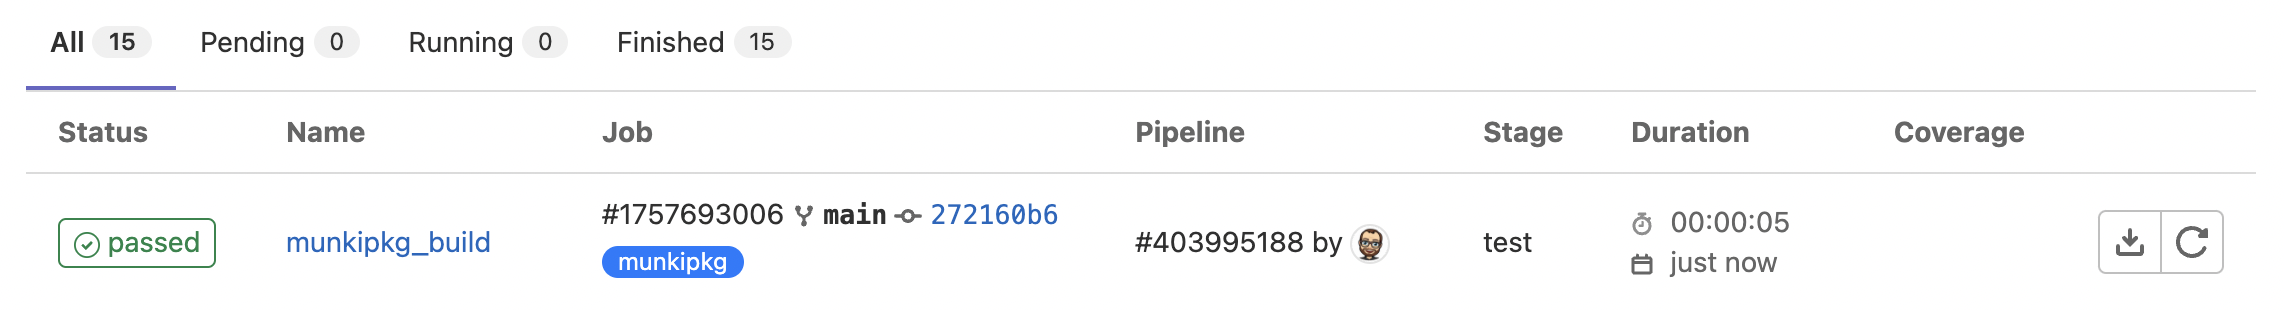 All 15 Pending 0 Running 0 Finished 15
Status Name Job Pipeline Stage Duration Coverage
passed munkipkg_build #1757693006 main 272160b6 #403995188 by test 00:00:05
munkipkg just now